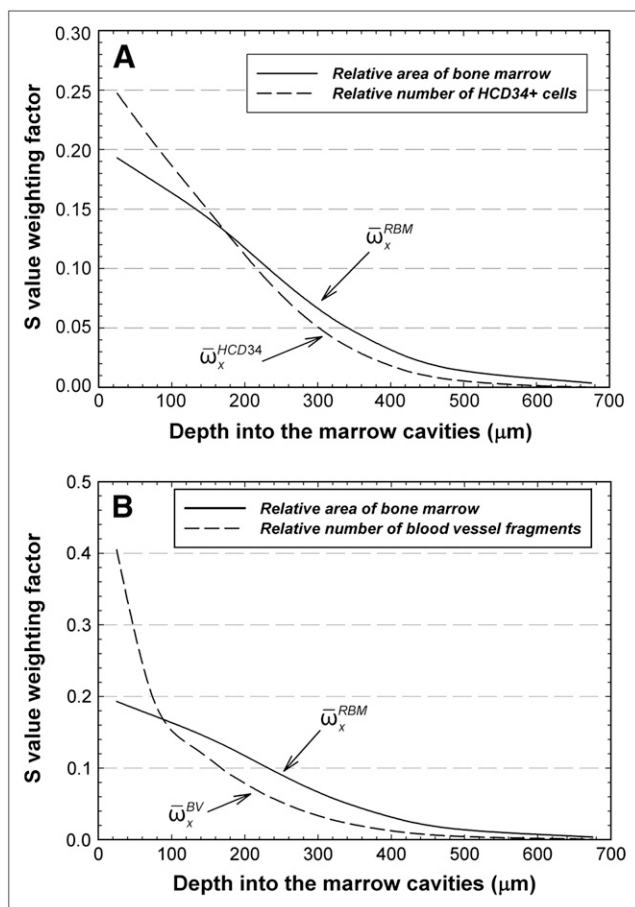 A
Relative area of bone marrow
Relative number of HCD34+ cells
S value weighting factor
0.30
0.25
0.20
0.15
0.10
0.05
0.00
ω̄ₓᴿᴮᴹ
ω̄ₓᴴᶜᴰ³⁴
0 100 200 300 400 500 600 700
Depth into the marrow cavities (μm)
B
Relative area of bone marrow
Relative number of blood vessel fragments
S value weighting factor
0.5
0.4
0.3
0.2
0.1
0.0
ω̄ₓᴿᴮᴹ
ω̄ₓᴮⱽ
0 100 200 300 400 500 600 700
Depth into the marrow cavities (μm)